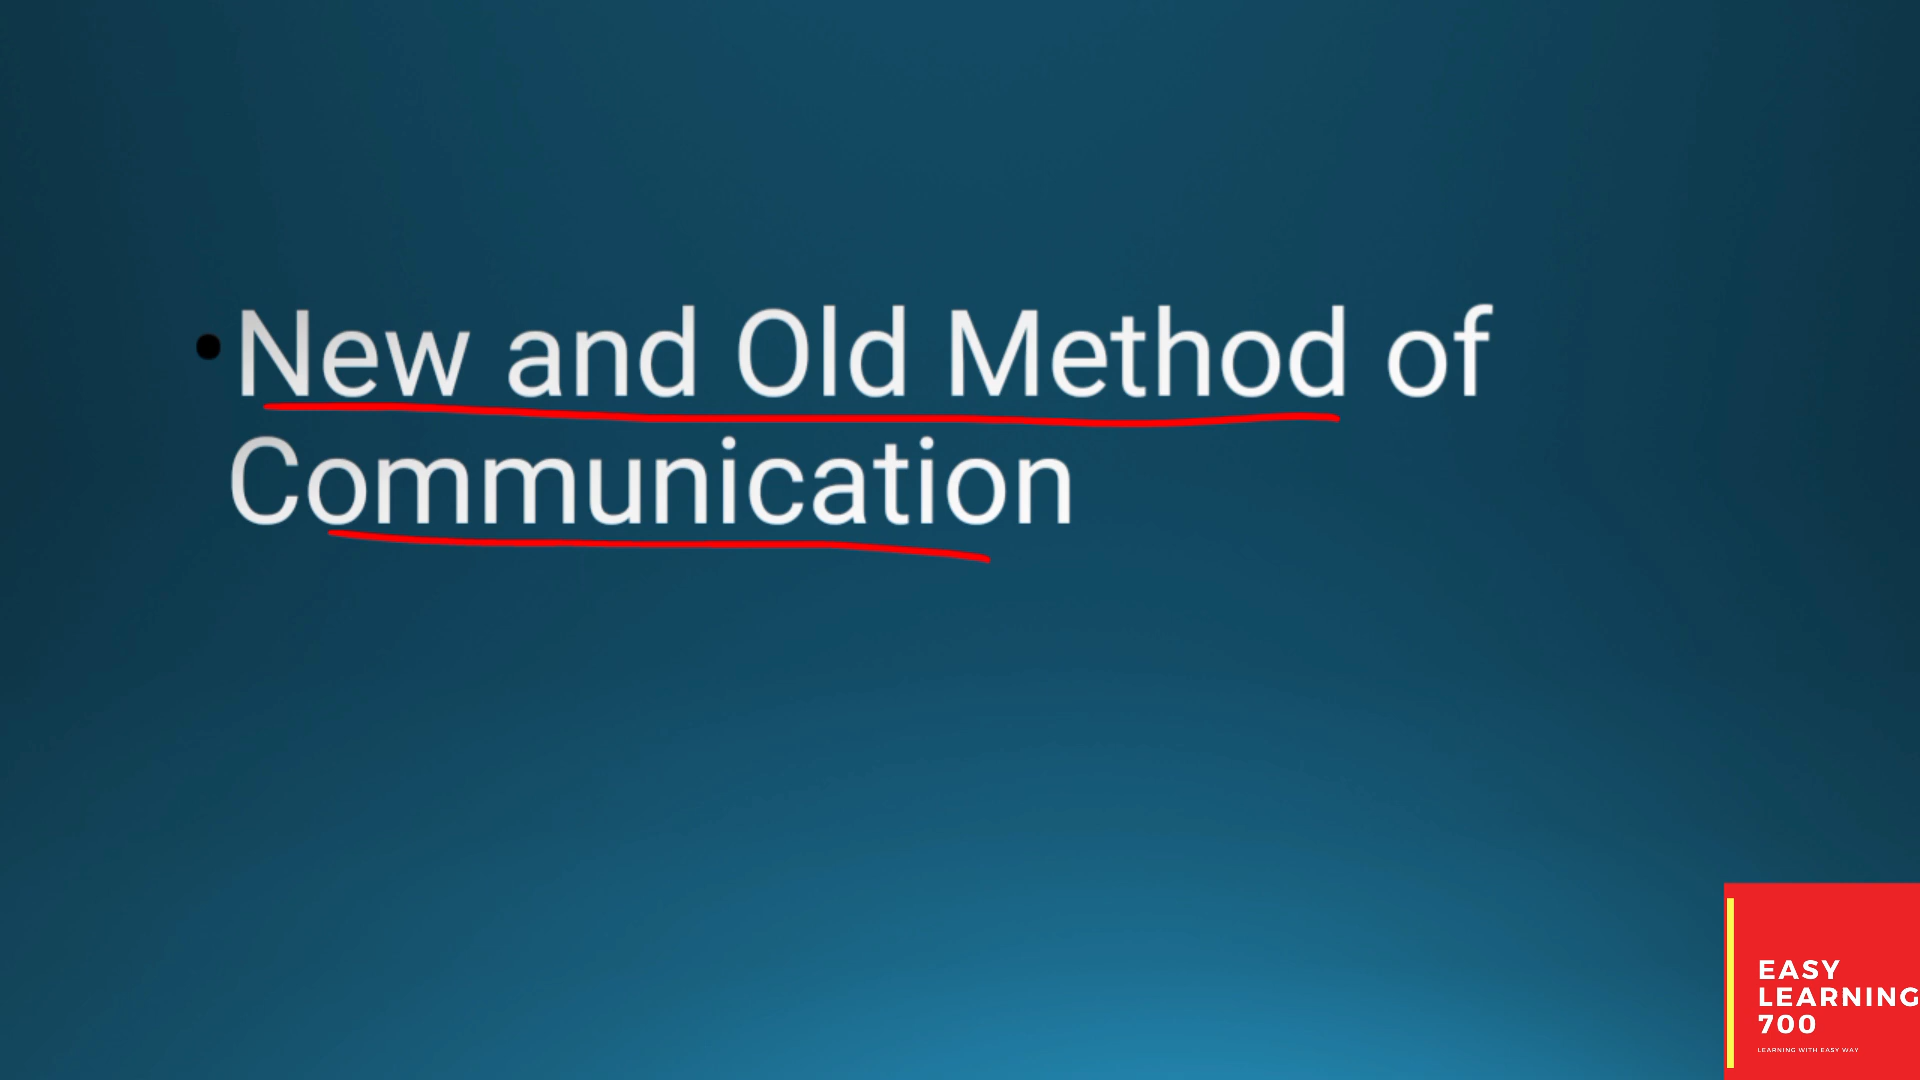 • New and Old Method of
Communication
EASY
LEARNING
700
LEARNING WITH EASY WAY